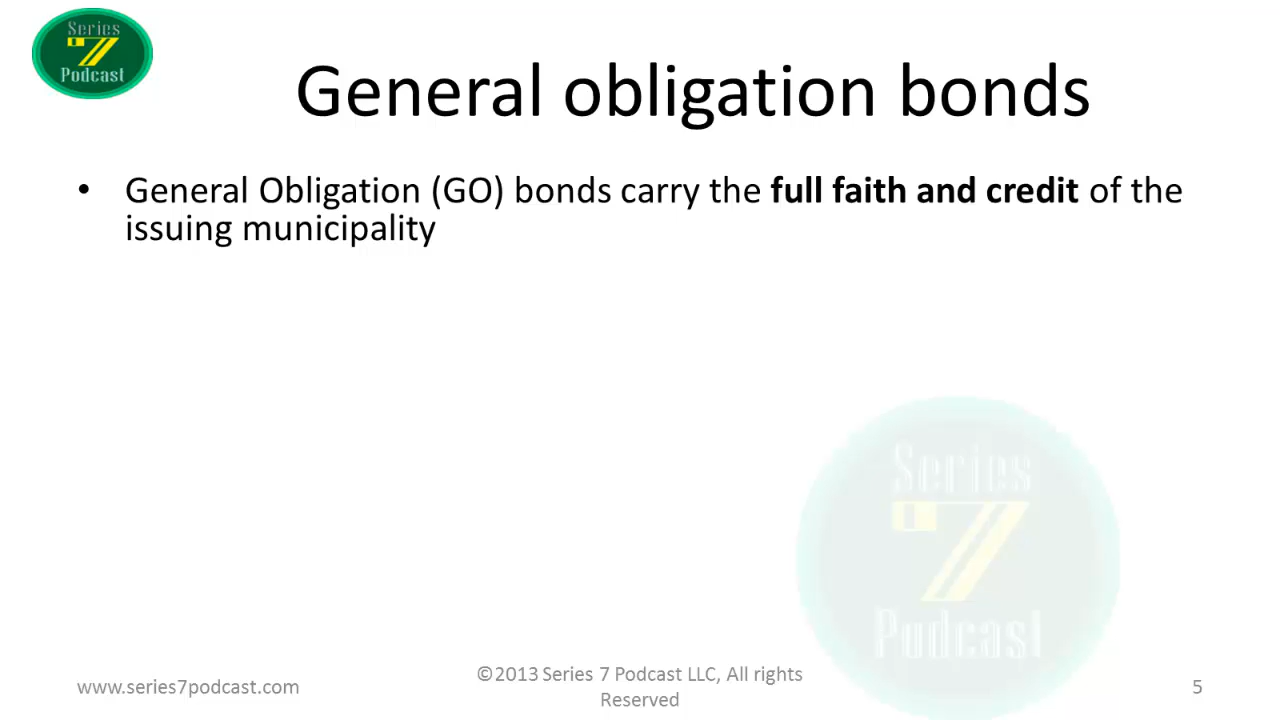 Series
7
Podcast
General obligation bonds
• General Obligation (GO) bonds carry the full faith and credit of the
issuing municipality
Series
7
Podcast
www.series7podcast.com
©2013 Series 7 Podcast LLC, All rights
Reserved
5